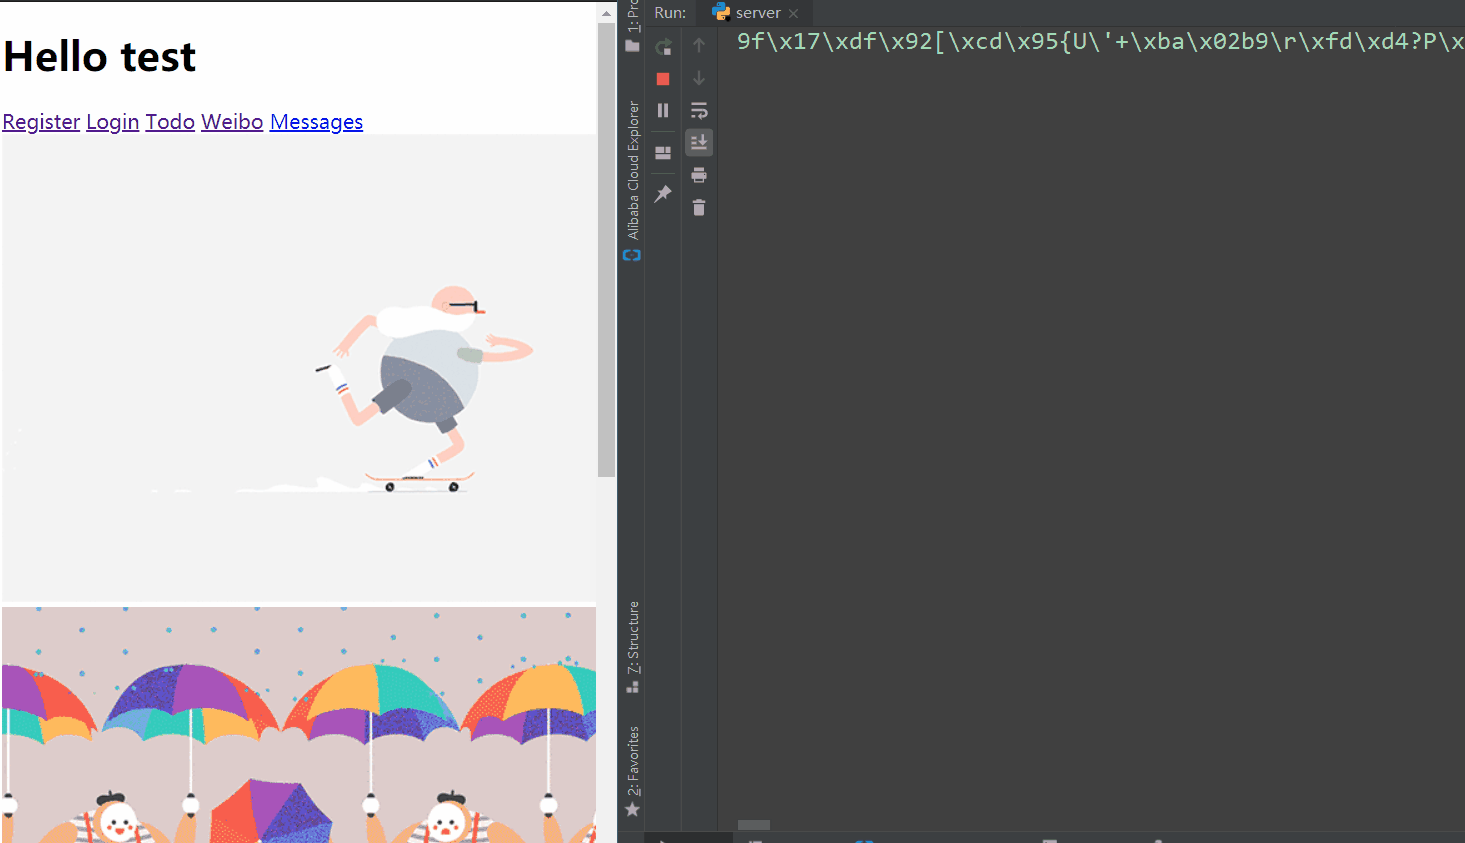 Hello test
Register Login Todo Weibo Messages
Run: server
9f\x17\xdf\x92[\xcd\x95{U\'+\xba\x02b9\r\xfd\xd4?P\x
1: Pro
Alibaba Cloud Explorer
7: Structure
2: Favorites